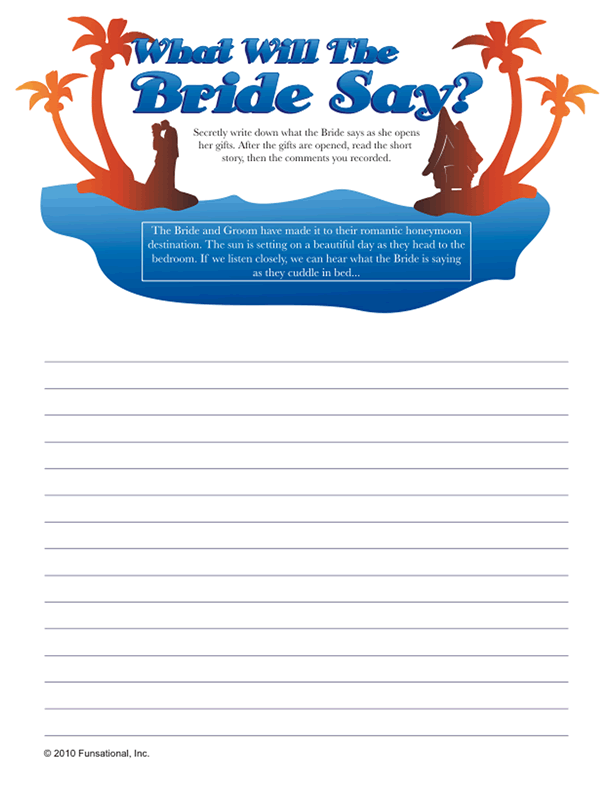 What Will The
Bride Say?
Secretly write down what the Bride says as she opens
her gifts. After the gifts are opened, read the short
story, then the comments you recorded.
The Bride and Groom have made it to their romantic honeymoon
destination. The sun is setting on a beautiful day as they head to the
bedroom. If we listen closely, we can hear what the Bride is saying
as they cuddle in bed...
© 2010 Funsational, Inc.